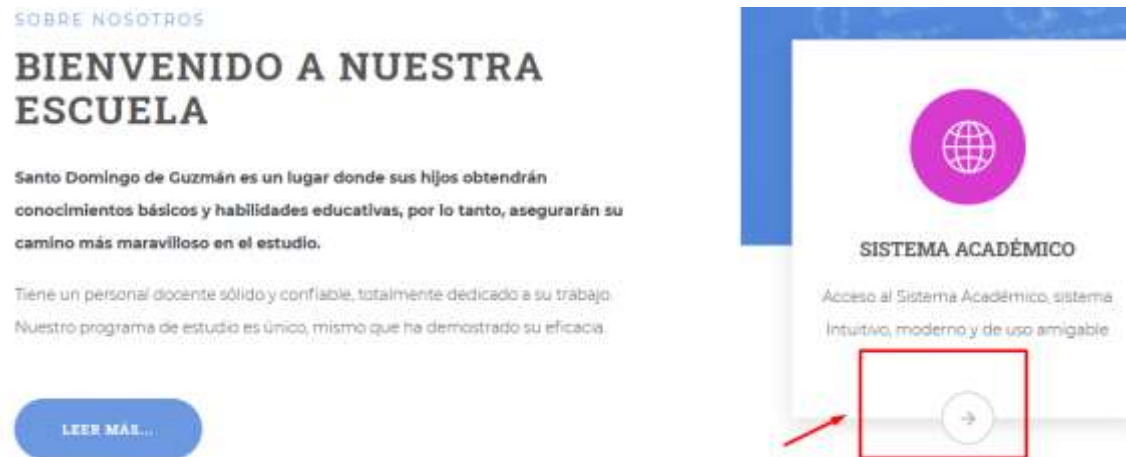 SOBRE NOSOTROS
BIENVENIDO A NUESTRA
ESCUELA
Santo Domingo de Guzmán es un lugar donde sus hijos obtendrán
conocimientos básicos y habilidades educativas, por lo tanto, asegurarán su
camino más maravilloso en el estudio.
Tiene un personal docente sólido y confiable, totalmente dedicado a su trabajo.
Nuestro programa de estudio es único, mismo que ha demostrado su eficacia.
LEER MÁS...
SISTEMA ACADÉMICO
Acceso al Sistema Académico, sistema
Intuitivo, moderno y de uso amigable